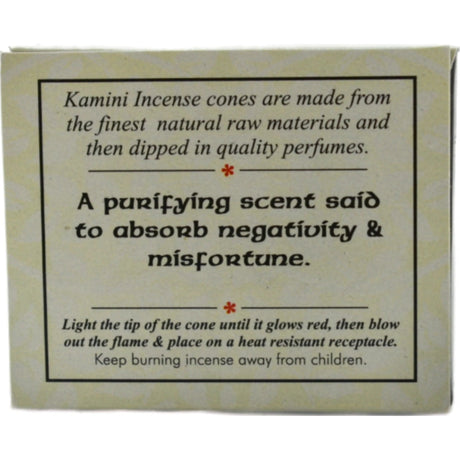 Kamini Incense cones are made from
the finest natural raw materials and
then dipped in quality perfumes.
A purifying scent said
to absorb negativity &
misfortune.
Light the tip of the cone until it glows red, then blow
out the flame & place on a heat resistant receptacle.
Keep burning incense away from children.